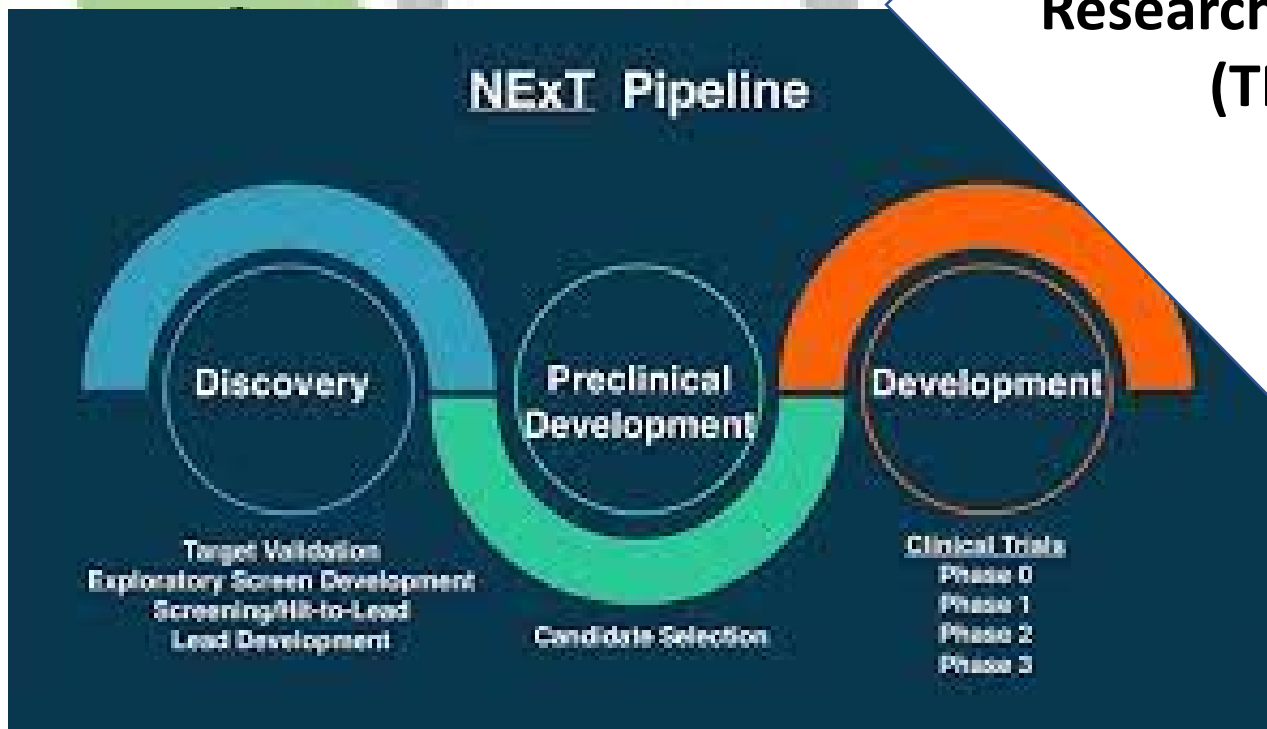 Research
NExT Pipeline
Discovery
Preclinical
Development
Development
Target Validation
Exploratory Screen Development
Screening/Hit-to-Lead
Lead Development
Candidate Selection
Clinical Trials
Phase 0
Phase 1
Phase 2
Phase 3